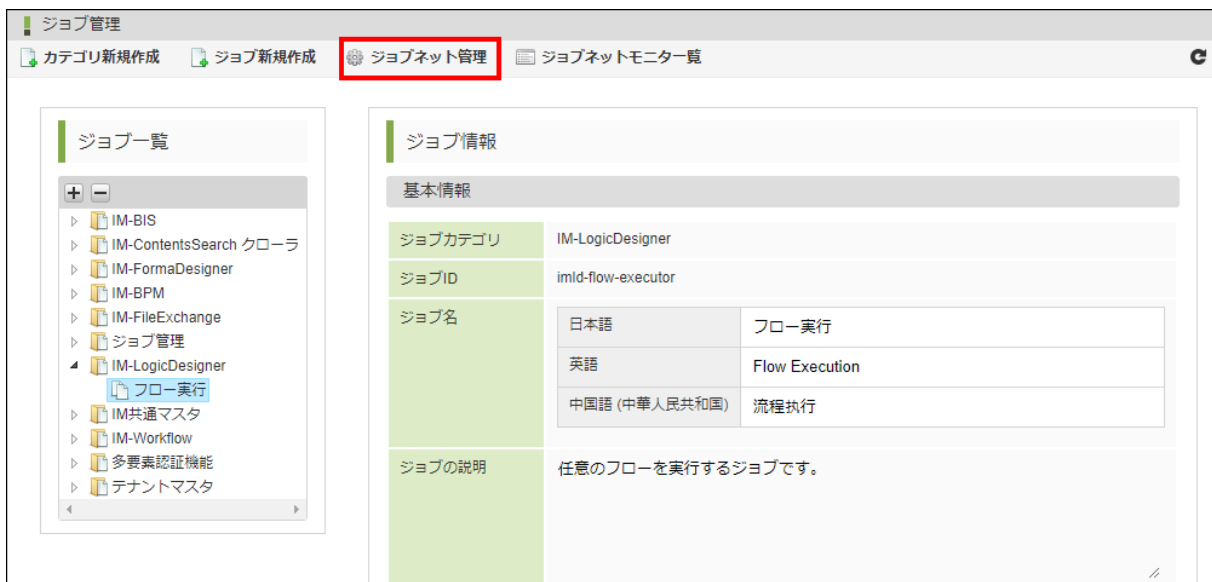 ジョブ管理
カテゴリ新規作成 ジョブ新規作成 ジョブネット管理 ジョブネットモニター覧
ジョブ一覧
IM-BIS
IM-ContentsSearch クローラ
IM-FormaDesigner
IM-BPM
IM-FileExchange
ジョブ管理
IM-LogicDesigner
フロー実行
IM共通マスタ
IM-Workflow
多要素認証機能
テナントマスタ
ジョブ情報
基本情報
ジョブカテゴリ IM-LogicDesigner
ジョブID imld-flow-executor
ジョブ名
日本語 フロー実行
英語 Flow Execution
中国語 (中華人民共和国) 流程执行
ジョブの説明 任意のフローを実行するジョブです。